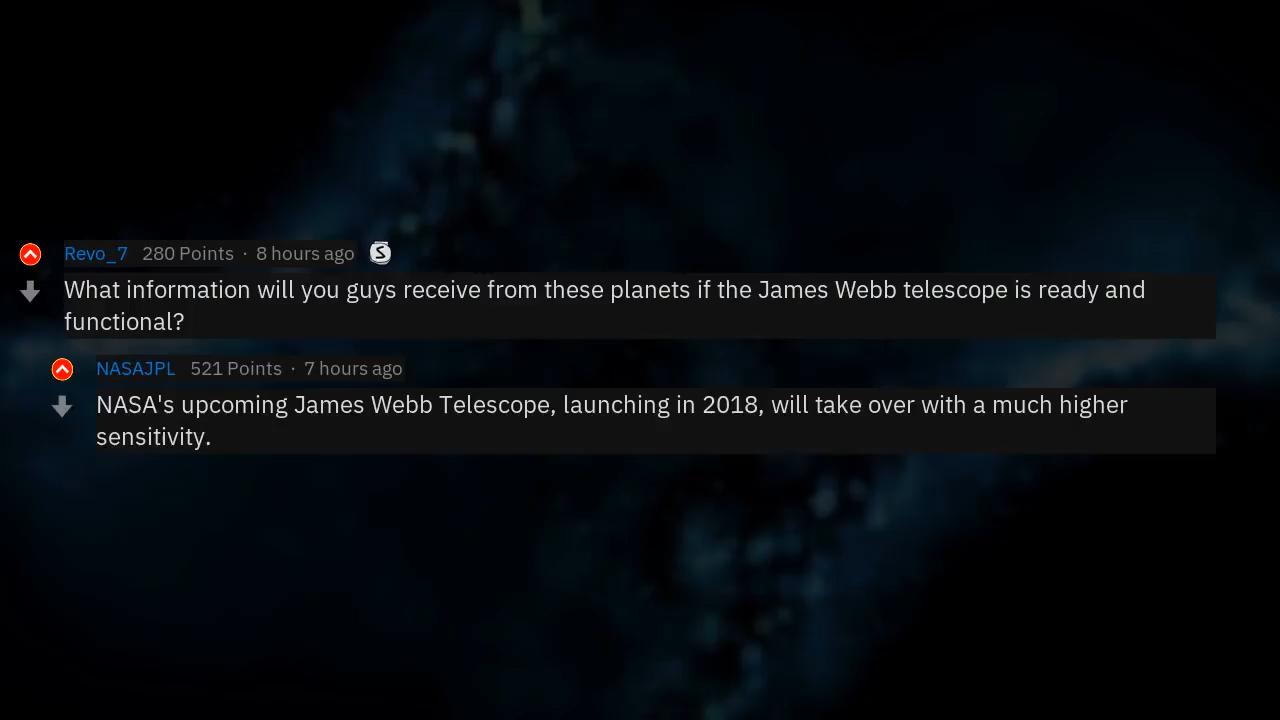 Revo_7 280 Points · 8 hours ago S
What information will you guys receive from these planets if the James Webb telescope is ready and
functional?
NASAJPL 521 Points · 7 hours ago
NASA's upcoming James Webb Telescope, launching in 2018, will take over with a much higher
sensitivity.